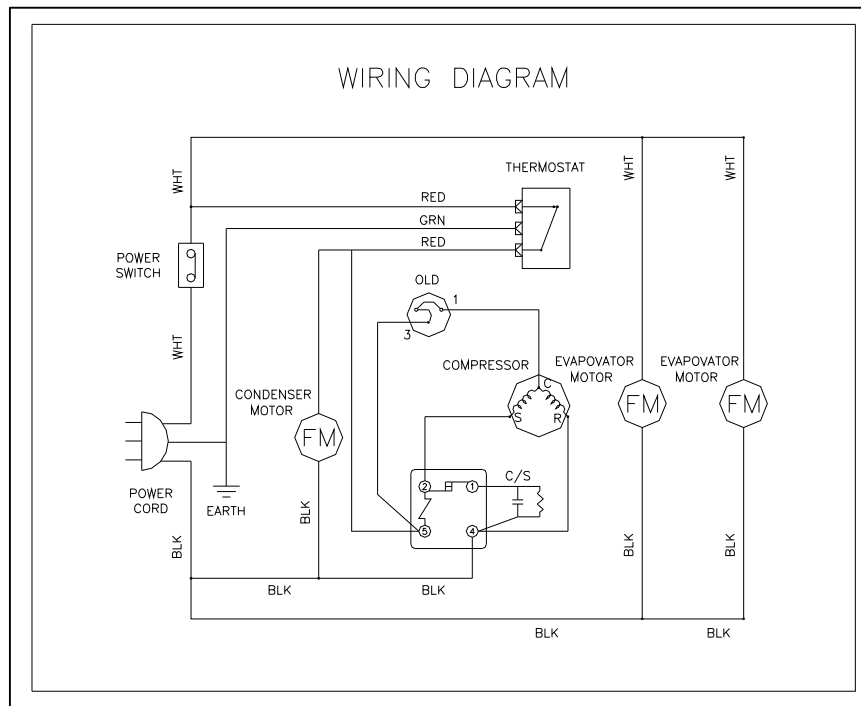 WIRING DIAGRAM
THERMOSTAT
WHT
WHT
WHT
RED
GRN
RED
POWER
SWITCH
OLD
1
3
WHT
COMPRESSOR
EVAPOVATOR
MOTOR
EVAPOVATOR
MOTOR
CONDENSER
MOTOR
C
S
R
FM
FM
FM
C/S
2
1
5
4
POWER
CORD
EARTH
BLK
BLK
BLK
BLK
BLK
BLK
BLK
BLK